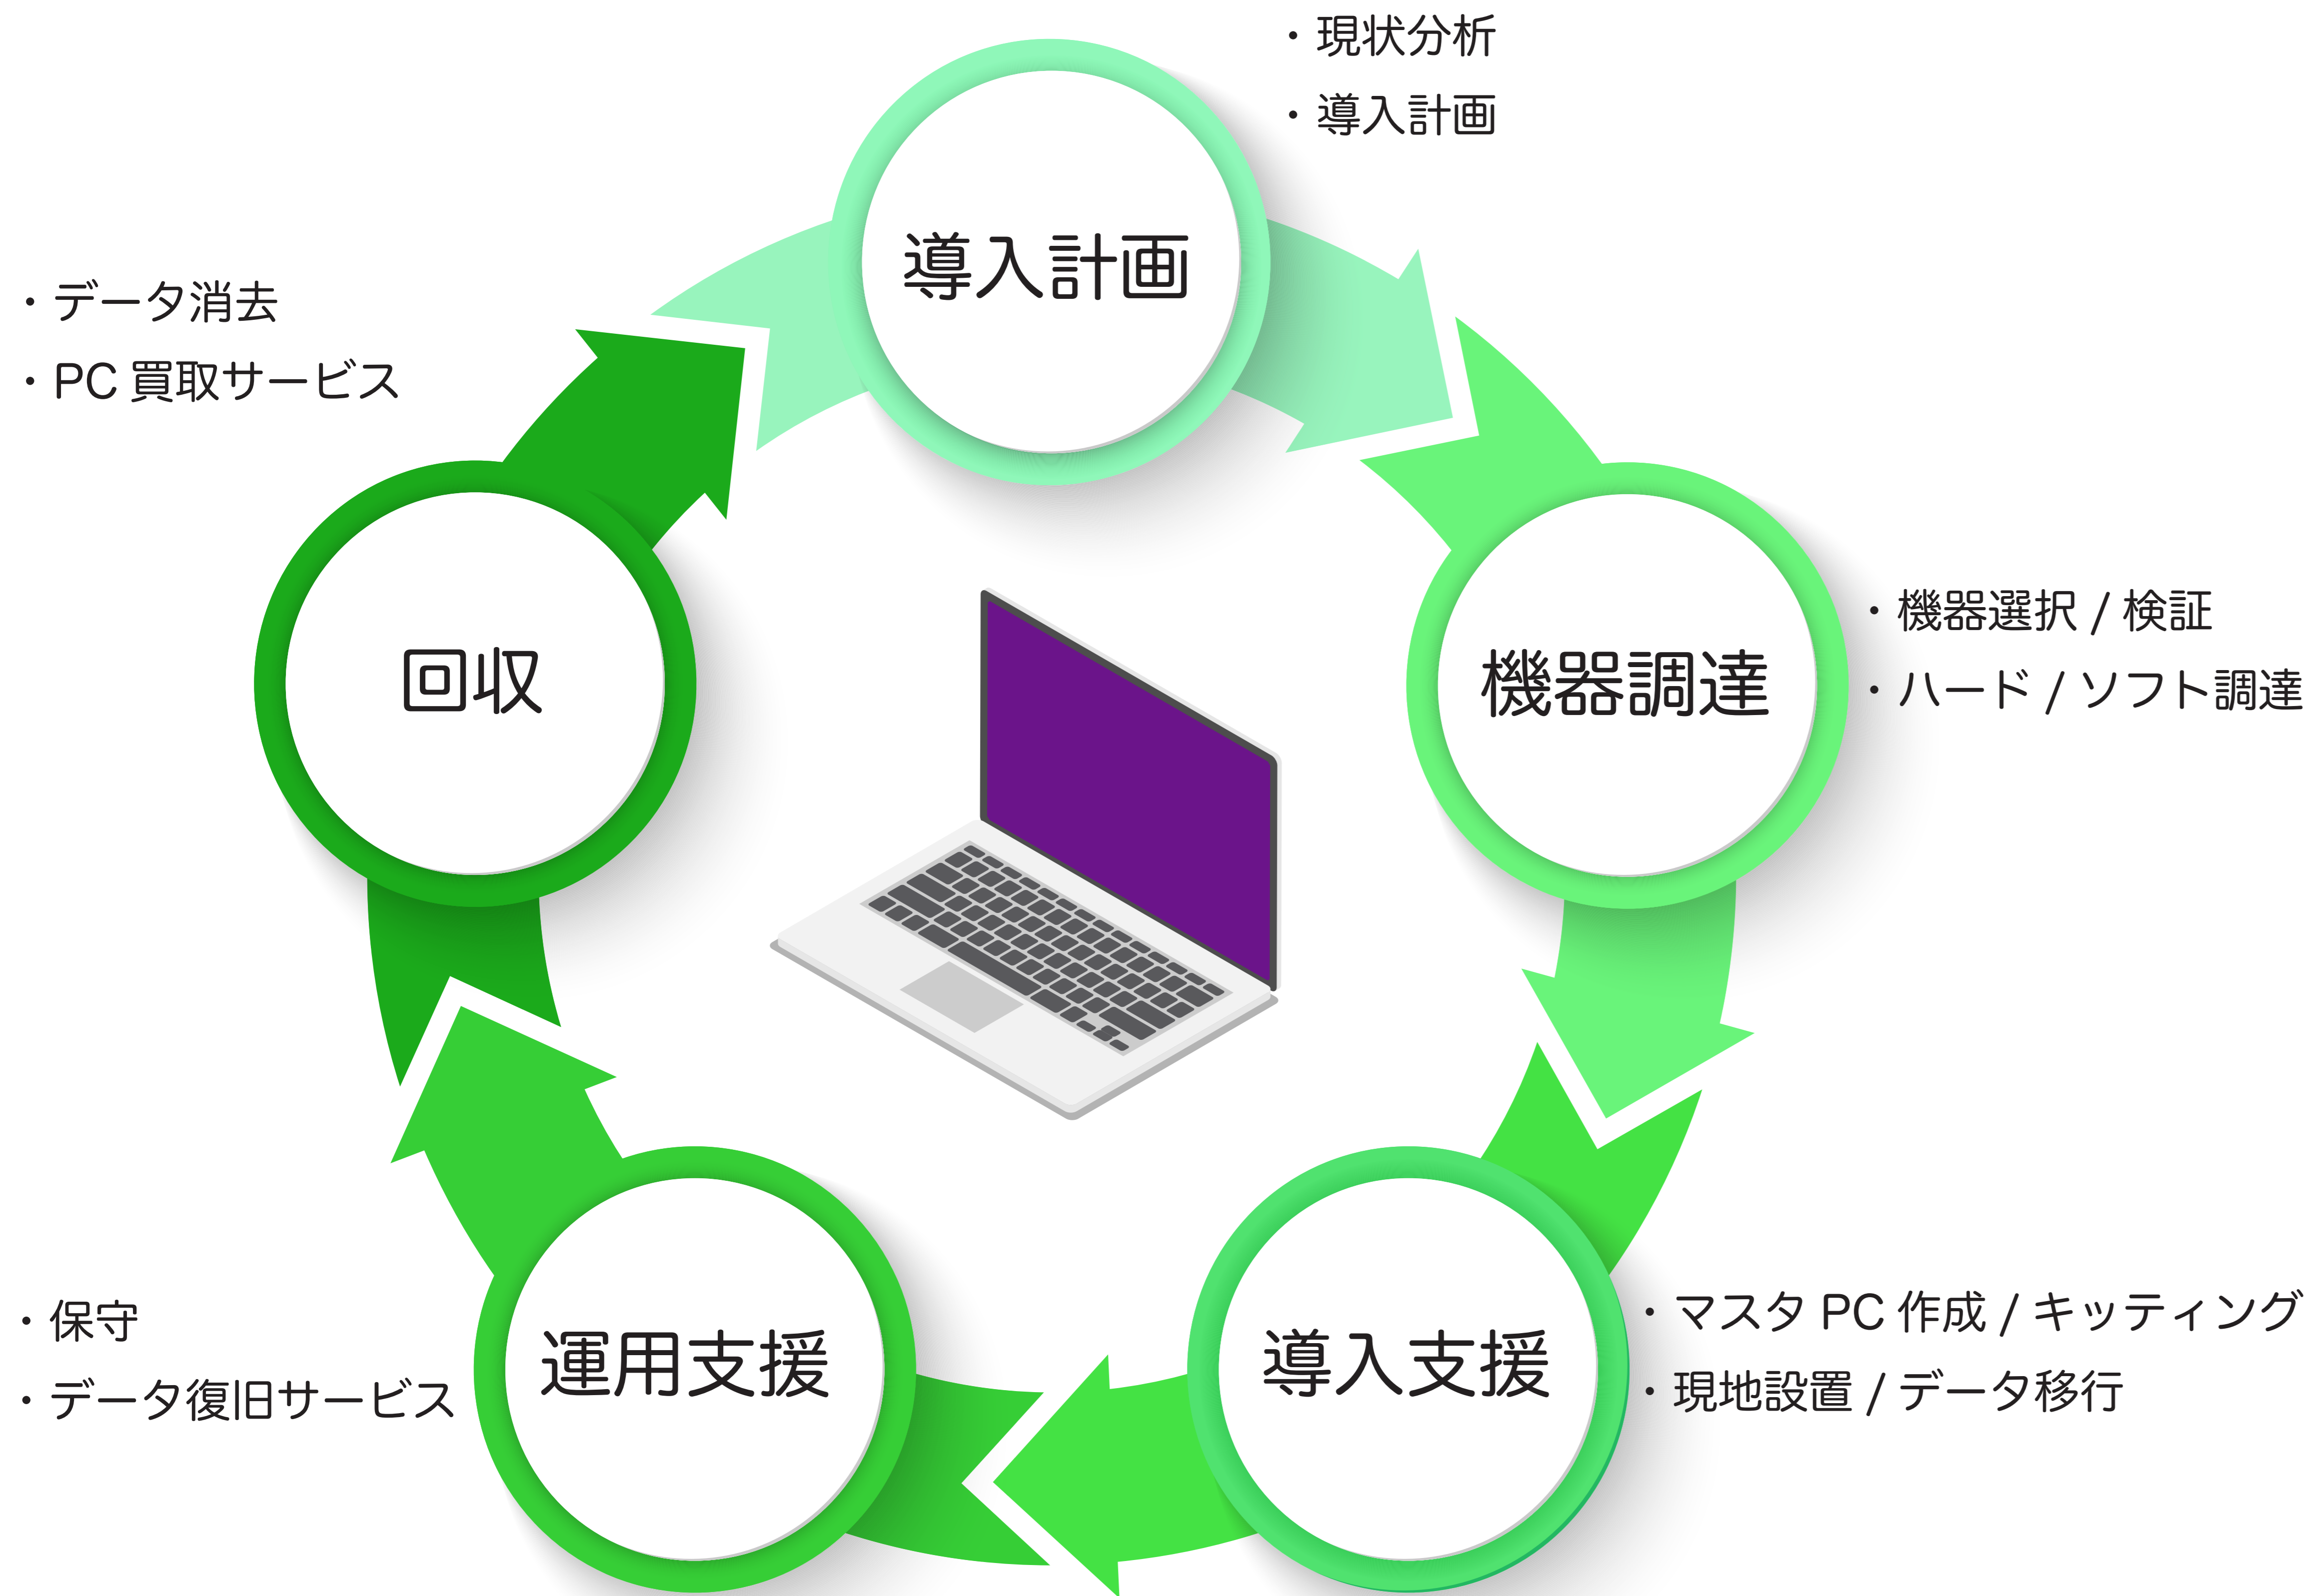 ・現状分析
・導入計画
導入計画
・機器選択 / 検証
・ハード / ソフト調達
機器調達
・マスタ PC 作成 / キッティング
・現地設置 / データ移行
導入支援
・保守
・データ復旧サービス
運用支援
・データ消去
・PC 買取サービス
回収